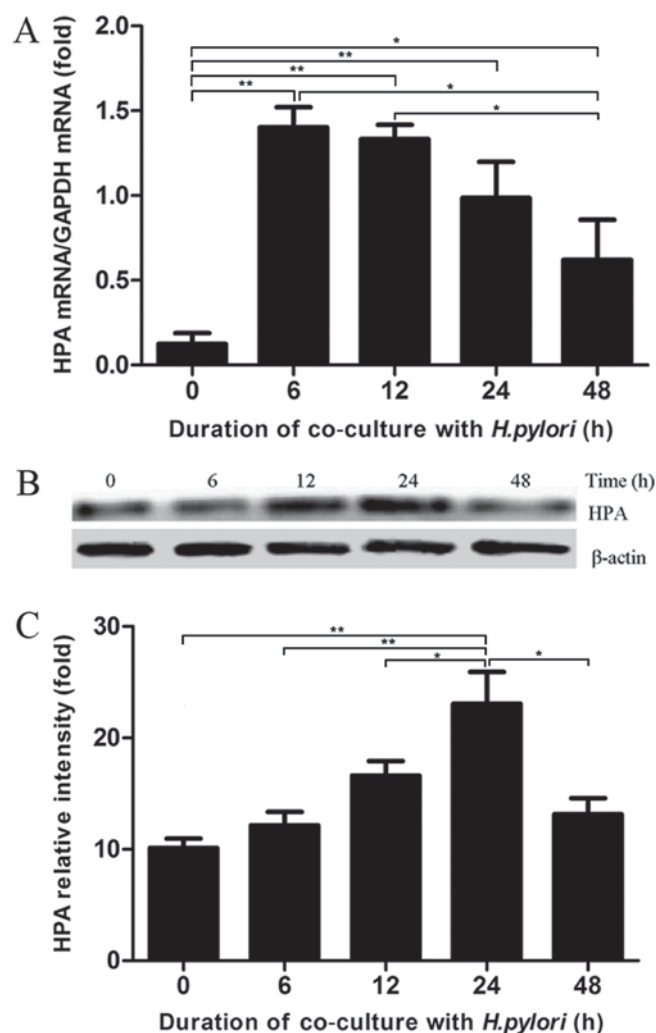 A
HPA mRNA/GAPDH mRNA (fold)
2.0
1.5
1.0
0.5
0.0
*
**
**
** *
*
0 6 12 24 48
Duration of co-culture with H.pylori (h)
B
0 6 12 24 48 Time (h)
HPA
β-actin
C
HPA relative intensity (fold)
30
20
10
0
**
**
* *
0 6 12 24 48
Duration of co-culture with H.pylori (h)